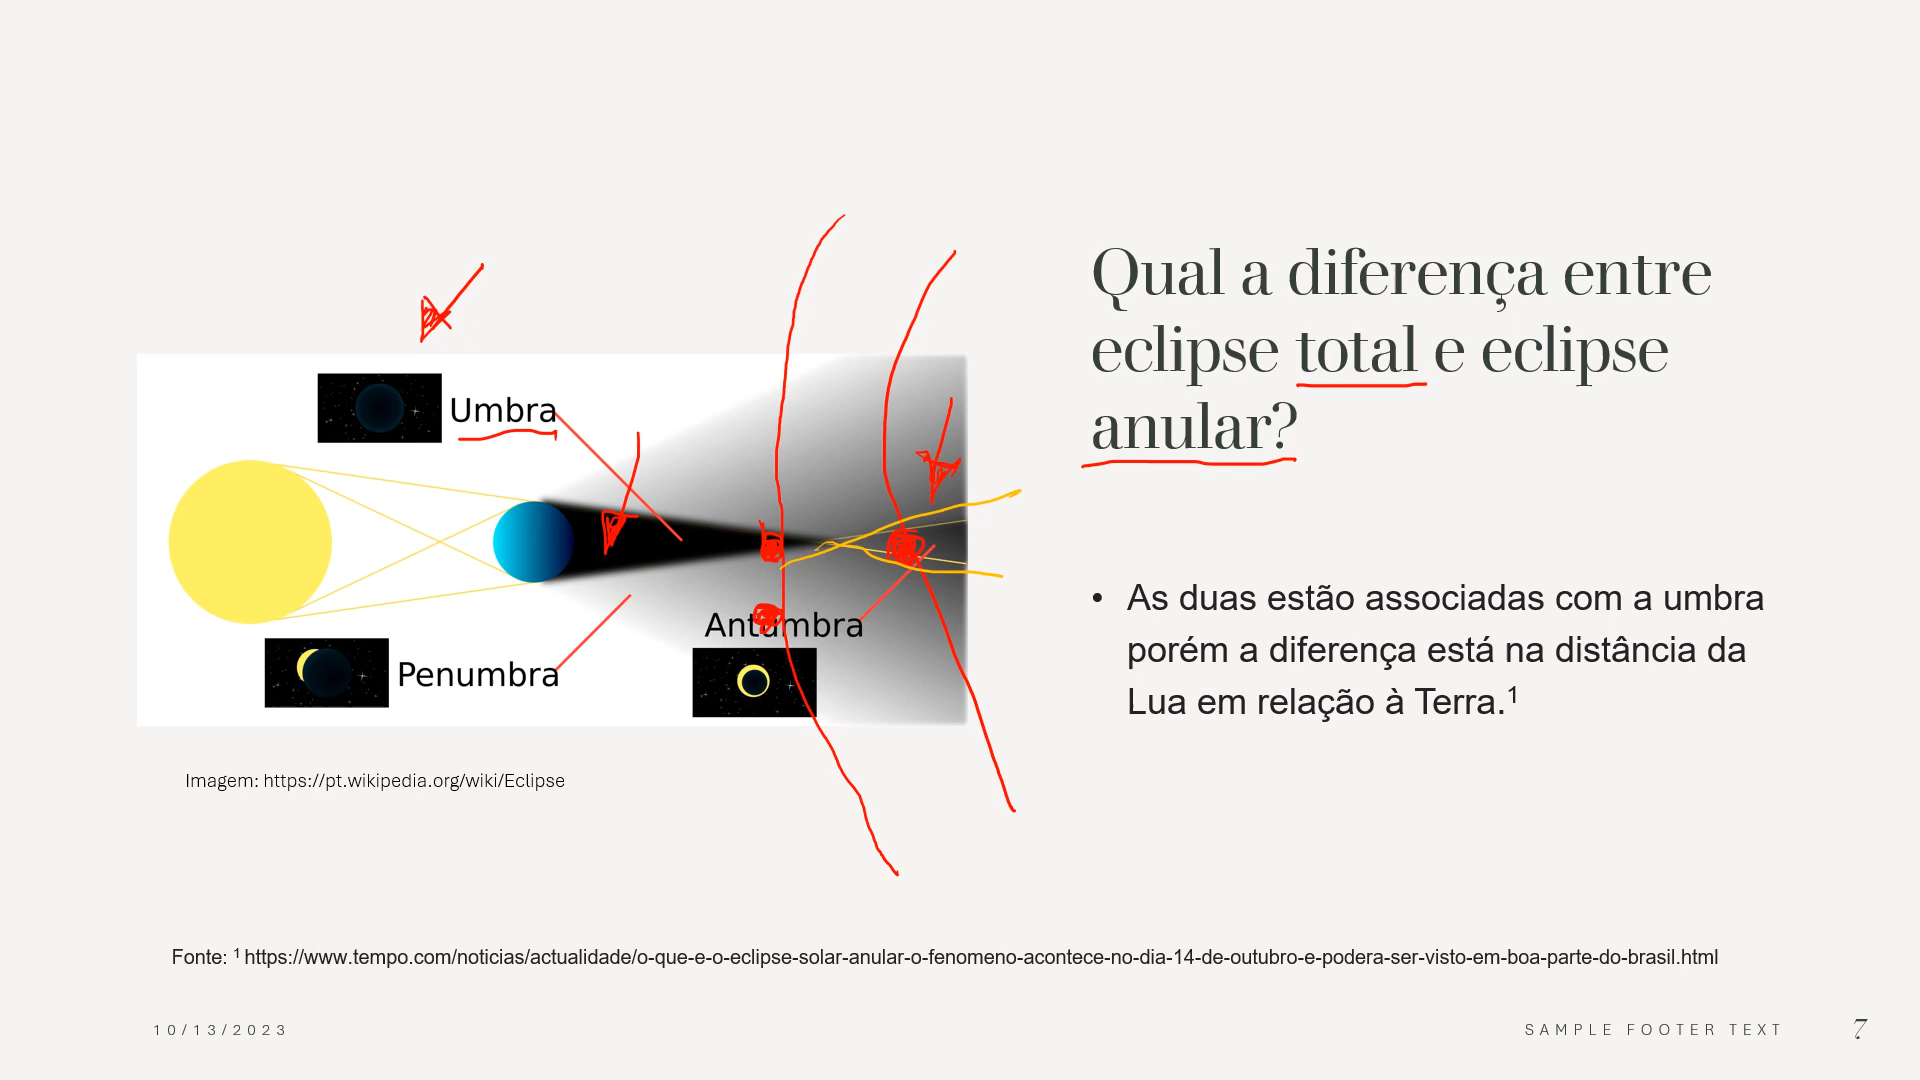 Qual a diferença entre
eclipse total e eclipse
anular?
Umbra
Antumbra
Penumbra
• As duas estão associadas com a umbra
porém a diferença está na distância da
Lua em relação à Terra.¹
Imagem: https://pt.wikipedia.org/wiki/Eclipse
Fonte: ¹ https://www.tempo.com/noticias/actualidade/o-que-e-o-eclipse-solar-anular-o-fenomeno-acontece-no-dia-14-de-outubro-e-podera-ser-visto-em-boa-parte-do-brasil.html
10/13/2023
SAMPLE FOOTER TEXT
7